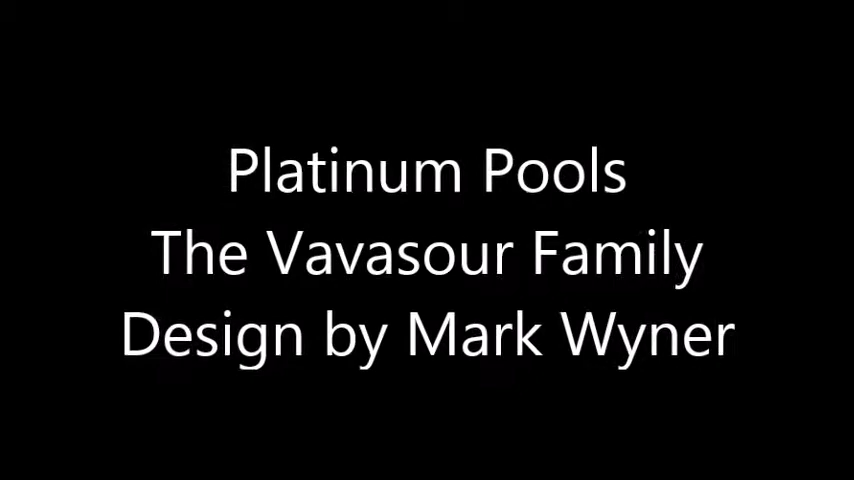 Platinum Pools
The Vavasour Family
Design by Mark Wyner